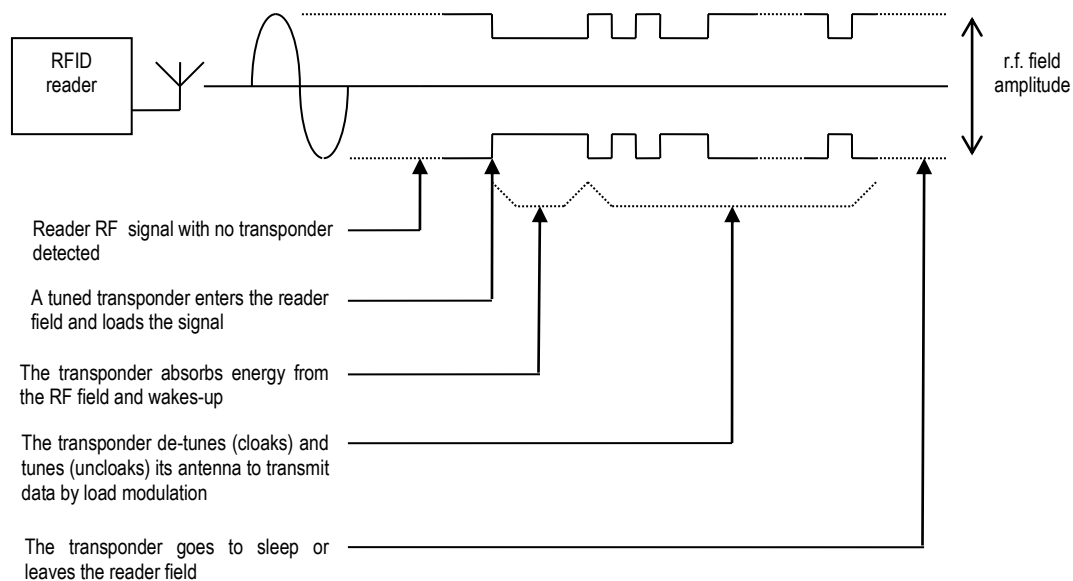 RFID
reader
r.f. field
amplitude
Reader RF signal with no transponder
detected
A tuned transponder enters the reader
field and loads the signal
The transponder absorbs energy from
the RF field and wakes-up
The transponder de-tunes (cloaks) and
tunes (uncloaks) its antenna to transmit
data by load modulation
The transponder goes to sleep or
leaves the reader field